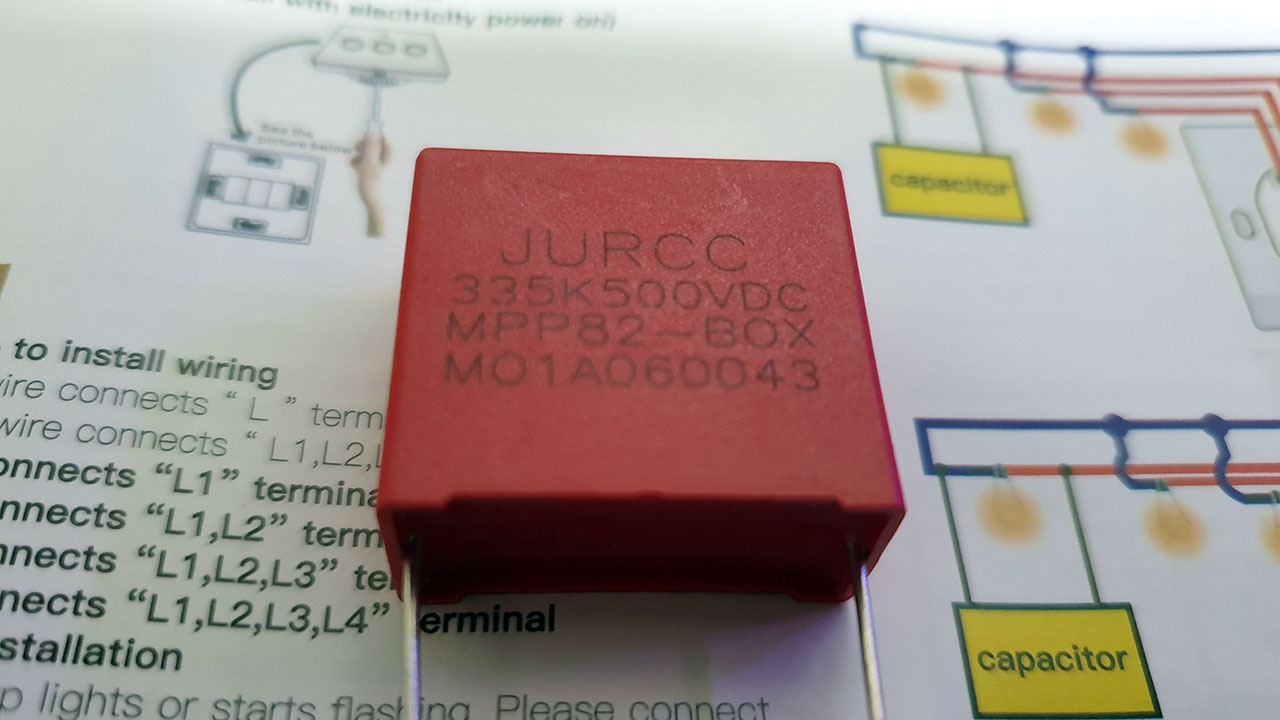 with electricity power on)
See the
picture below
capacitor
JURCC
335K500VDC
MPP82-BOX
M01A060043
to install wiring
wire connects “ L ” term
wire connects “ L1,L2,L
onnects “L1” termina
nnects “L1,L2” term
nnects “L1,L2,L3” te
nects “L1,L2,L3,L4” erminal
stallation
p lights or starts flashing. Please connect
capacitor